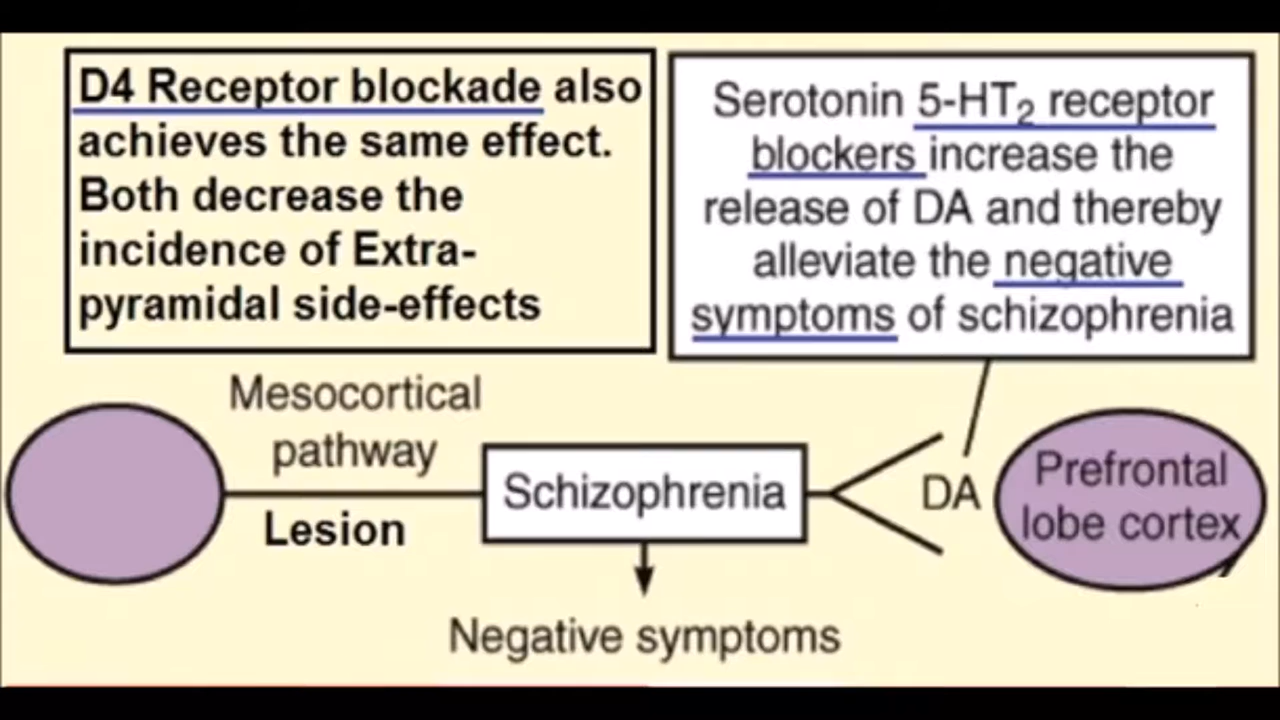 D4 Receptor blockade also
achieves the same effect.
Both decrease the
incidence of Extra-
pyramidal side-effects
Serotonin 5-HT₂ receptor
blockers increase the
release of DA and thereby
alleviate the negative
symptoms of schizophrenia
Mesocortical
pathway
Lesion
Schizophrenia
DA
Prefrontal
lobe cortex
Negative symptoms